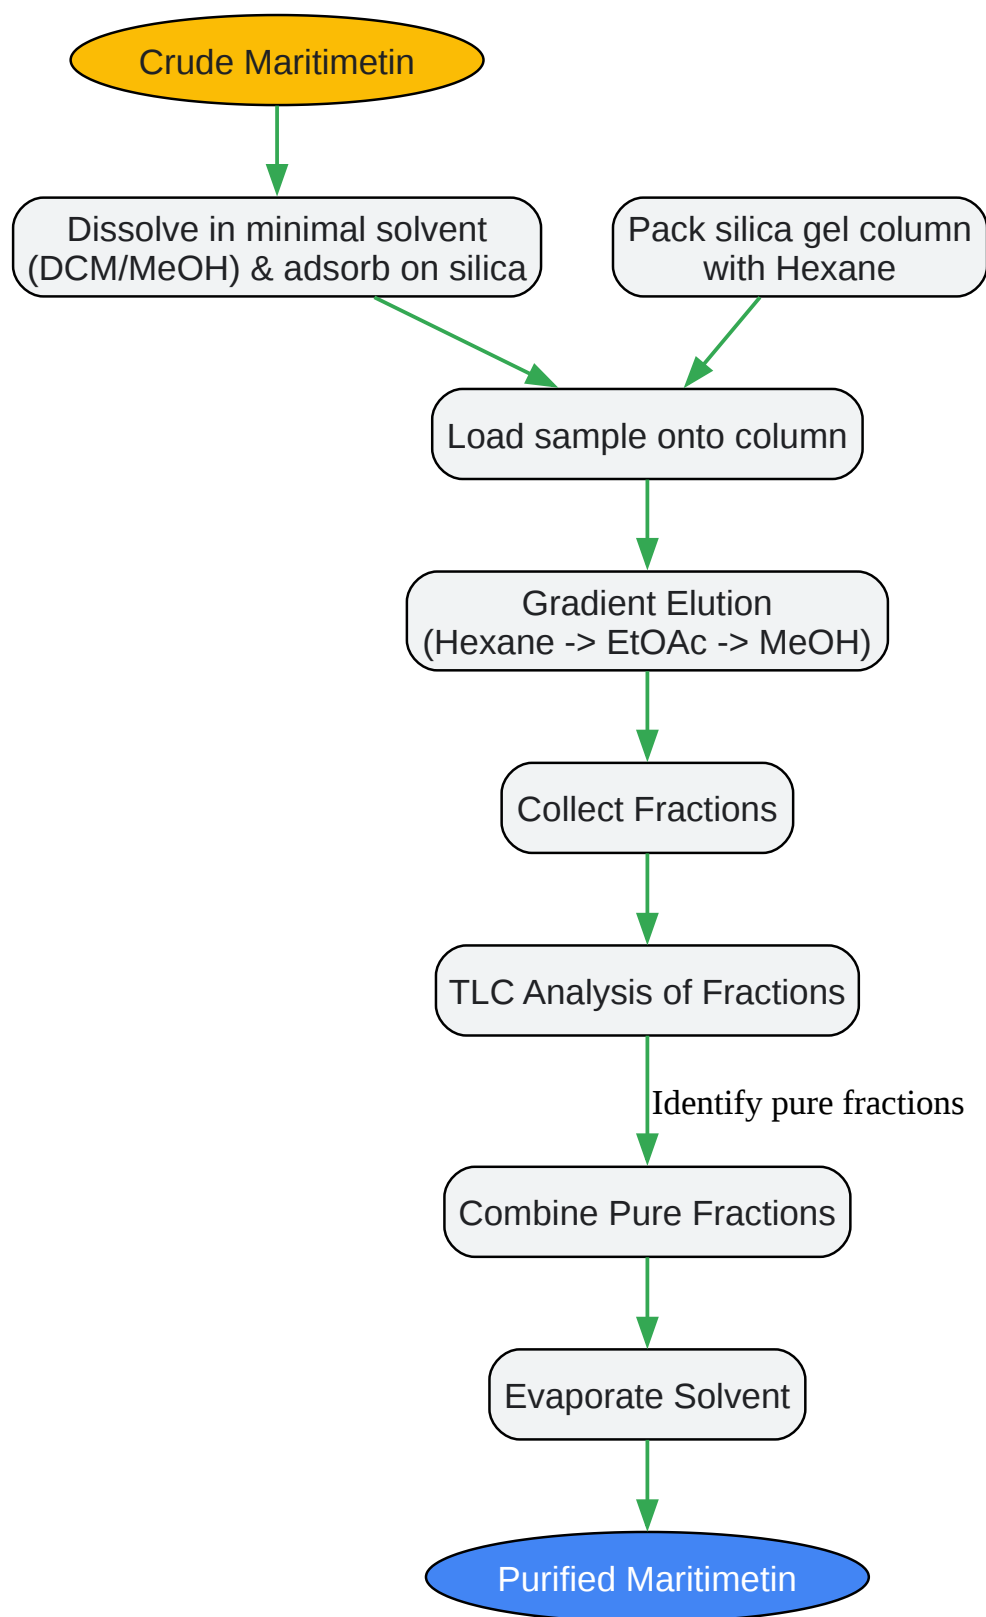 Crude Maritimetin
Dissolve in minimal solvent
(DCM/MeOH) & adsorb on silica
Pack silica gel column
with Hexane
Load sample onto column
Gradient Elution
(Hexane -> EtOAc -> MeOH)
Collect Fractions
TLC Analysis of Fractions
Identify pure fractions
Combine Pure Fractions
Evaporate Solvent
Purified Maritimetin